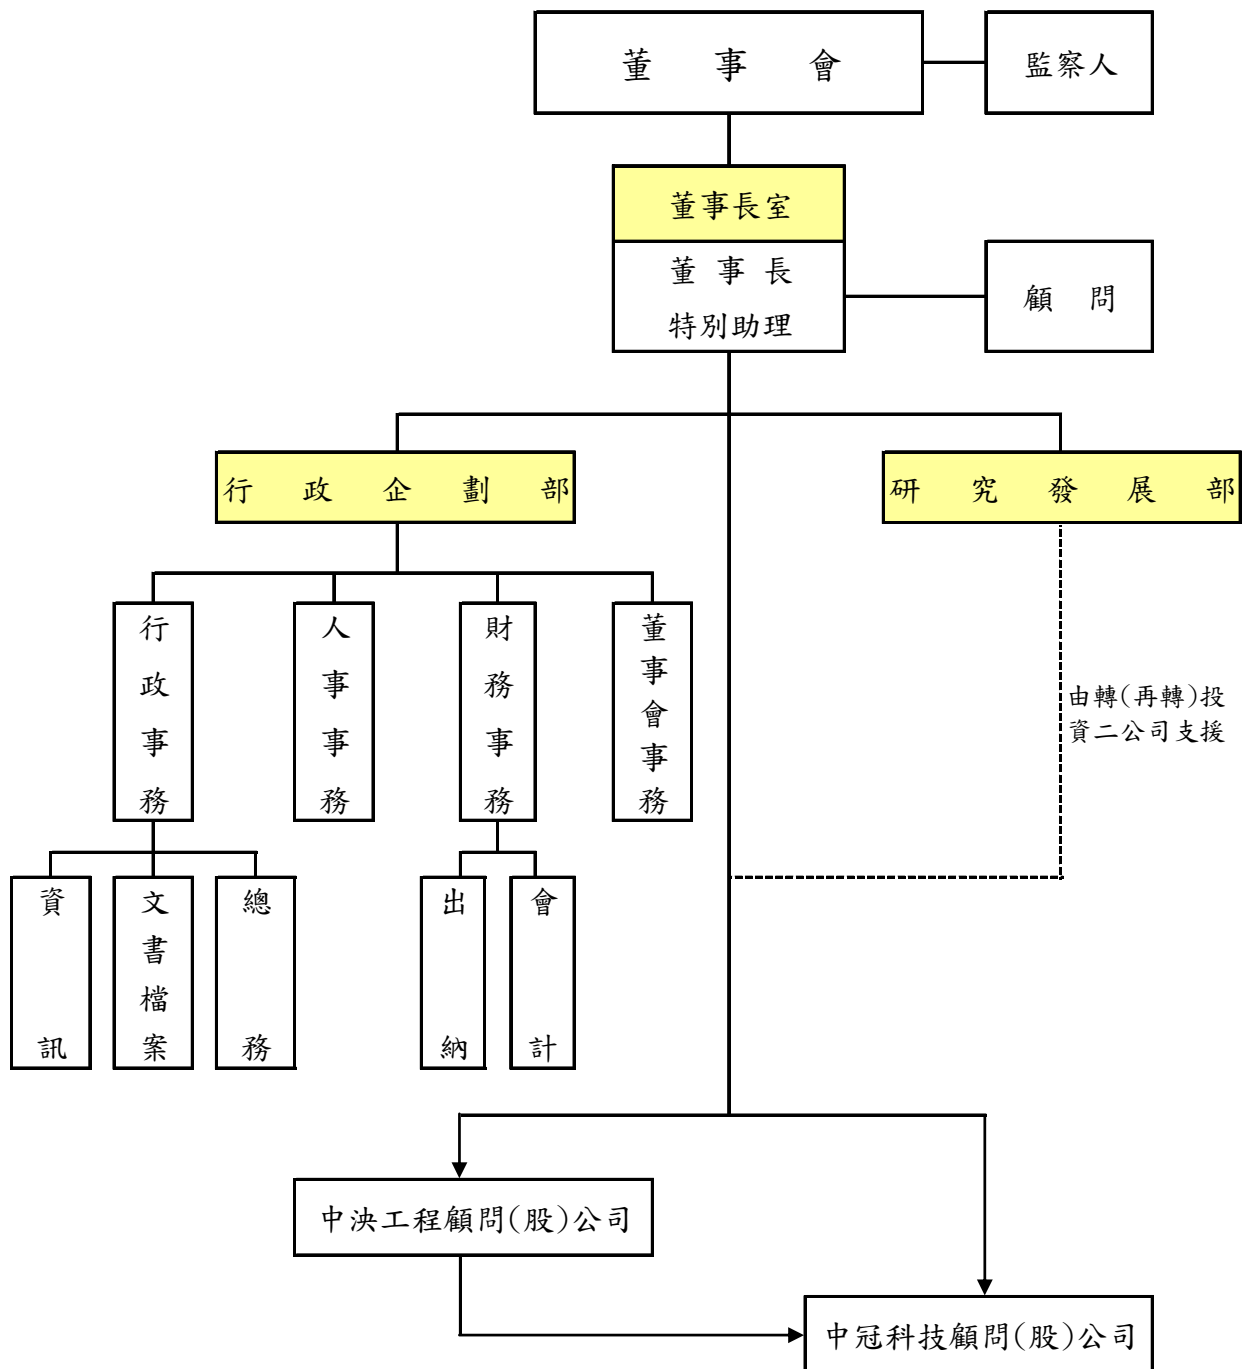 董事會
監察人
董事長室
董事長
特別助理
顧問
行政企劃部
研究發展部
行政事務
人事事務
財務事務
董事會事務
由轉(再轉)投
資二公司支援
資訊
文書檔案
總務
出納
會計
中泱工程顧問(股)公司
中冠科技顧問(股)公司